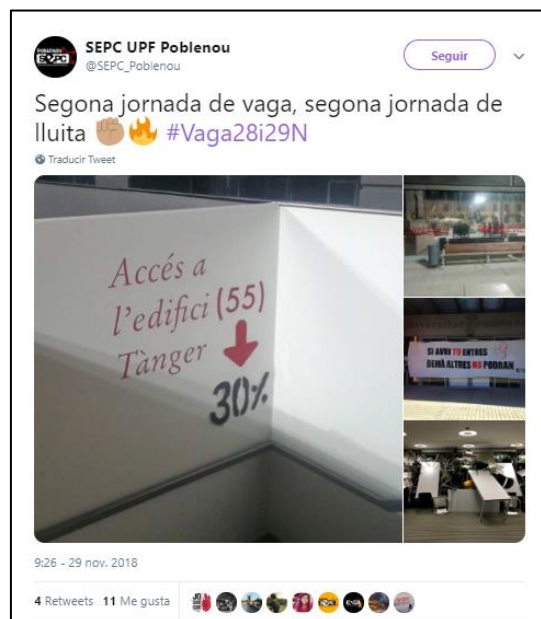 SEPC UPF Poblenou
@SEPC_Poblenou
Seguir
Segona jornada de vaga, segona jornada de
lluita ✊🏽🔥 #Vaga28i29N
Traducir Tweet
Accés a
l'edifici (55)
Tànger
30%
SI AVUI TU ENTRES
DEMÀ ALTRES NO PODRAN
9:26 - 29 nov. 2018
4 Retweets 11 Me gusta